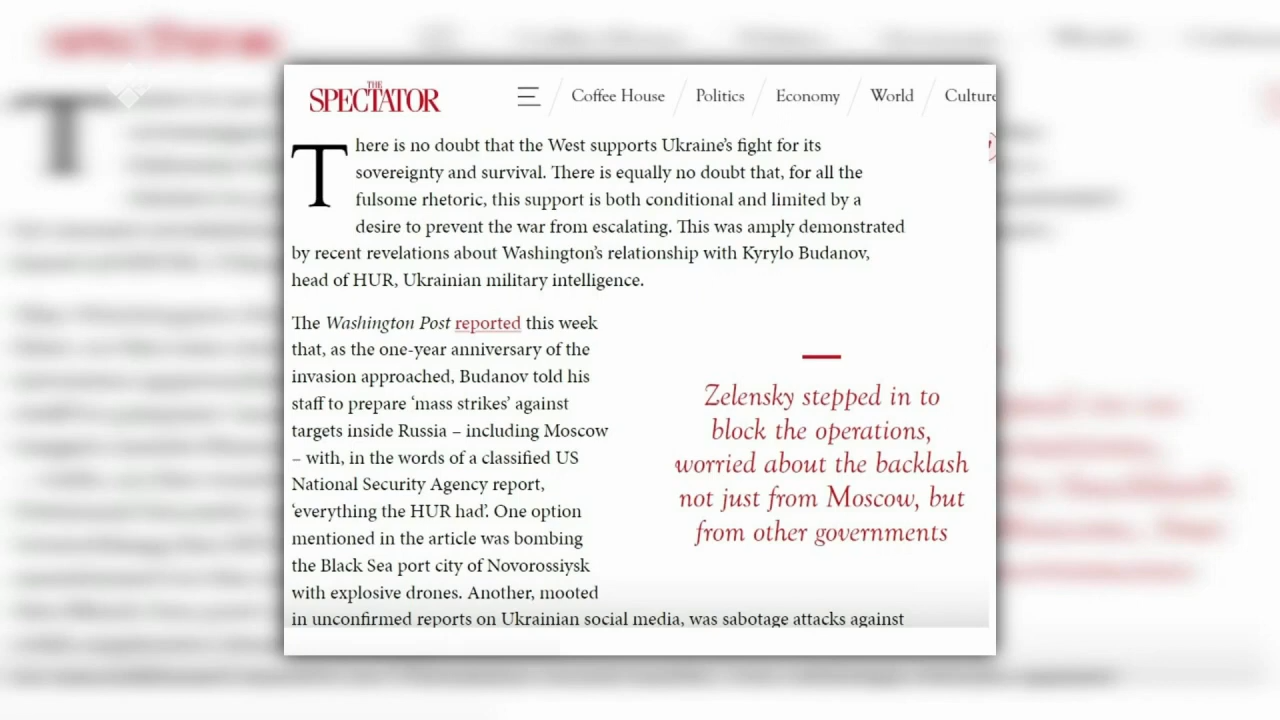 THE
SPECTATOR
Coffee House
Politics
Economy
World
Culture
There is no doubt that the West supports Ukraine's fight for its
sovereignty and survival. There is equally no doubt that, for all the
fulsome rhetoric, this support is both conditional and limited by a
desire to prevent the war from escalating. This was amply demonstrated
by recent revelations about Washington's relationship with Kyrylo Budanov,
head of HUR, Ukrainian military intelligence.
The Washington Post reported this week
that, as the one-year anniversary of the
invasion approached, Budanov told his
staff to prepare ‘mass strikes’ against
targets inside Russia – including Moscow
– with, in the words of a classified US
National Security Agency report,
‘everything the HUR had’. One option
mentioned in the article was bombing
the Black Sea port city of Novorossiysk
with explosive drones. Another, mooted
in unconfirmed reports on Ukrainian social media, was sabotage attacks against
Zelensky stepped in to
block the operations,
worried about the backlash
not just from Moscow, but
from other governments